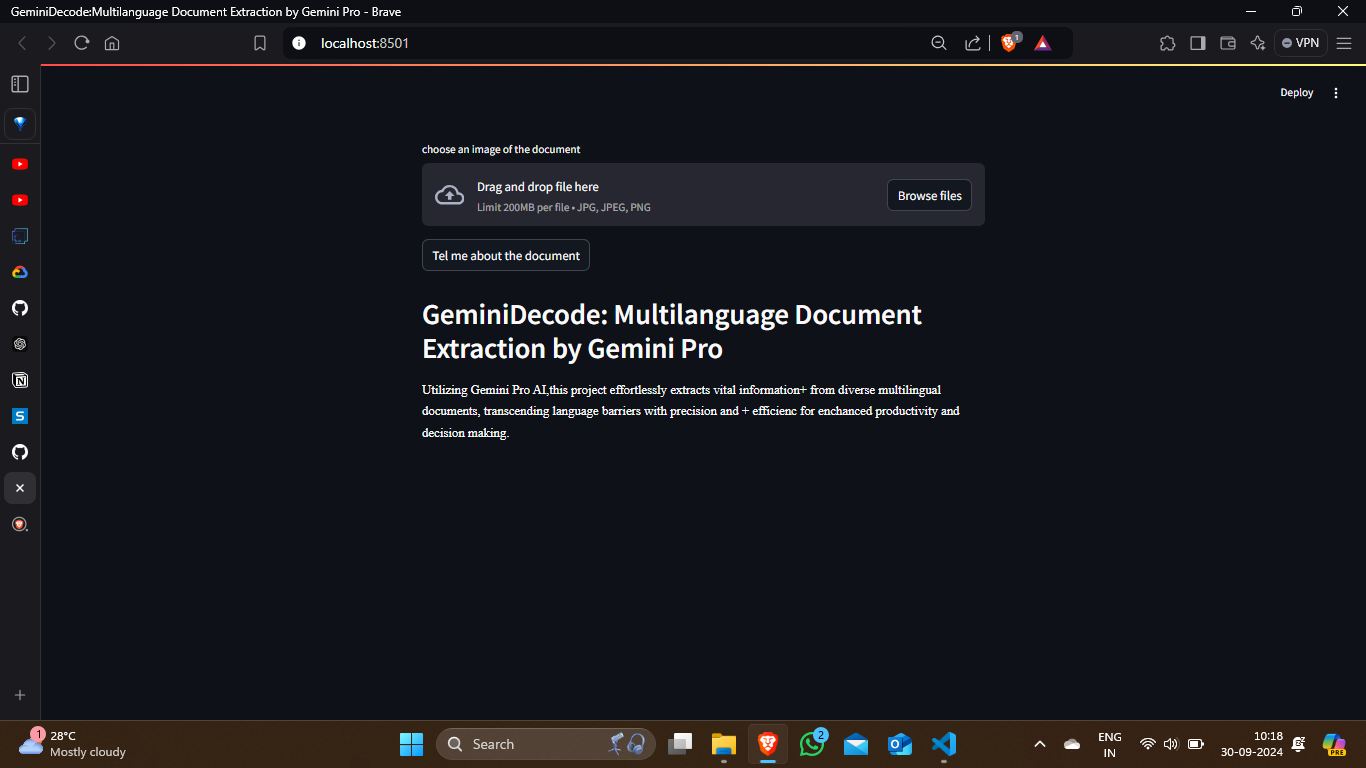 GeminiDecode:Multilanguage Document Extraction by Gemini Pro - Brave
localhost:8501
1
VPN
Deploy
choose an image of the document
Drag and drop file here
Limit 200MB per file • JPG, JPEG, PNG
Browse files
Tel me about the document
GeminiDecode: Multilanguage Document
Extraction by Gemini Pro
Utilizing Gemini Pro AI,this project effortlessly extracts vital information+ from diverse multilingual
documents, transcending language barriers with precision and + efficienc for enchanced productivity and
decision making.
1
28°C
Mostly cloudy
Search
2
ENG
IN
10:18
30-09-2024
PRE